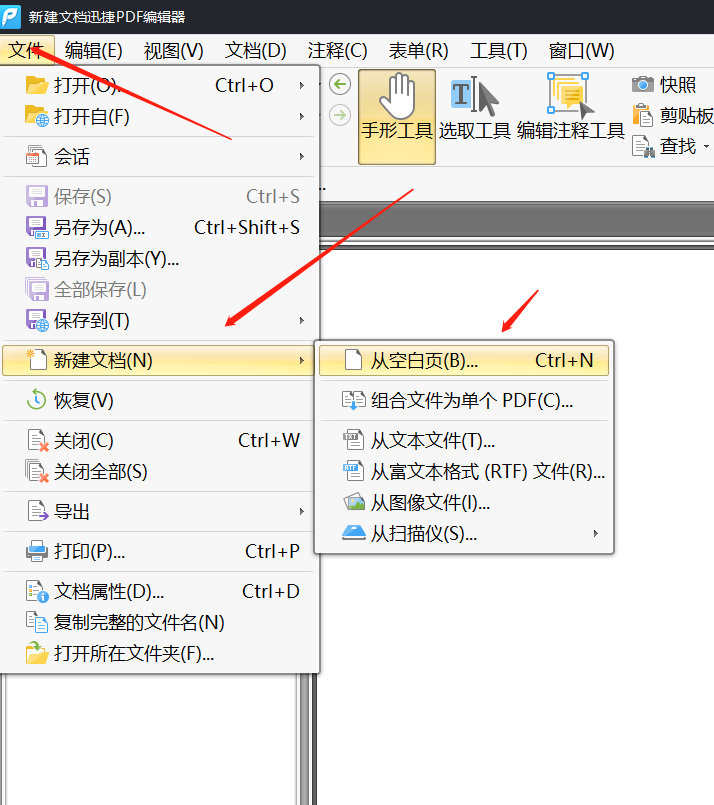 新建文档迅捷PDF编辑器
文件 编辑(E) 视图(V) 文档(D) 注释(C) 表单(R) 工具(T) 窗口(W)
打开(O)... Ctrl+O
打开自(F)
会话
保存(S) Ctrl+S
另存为(A)... Ctrl+Shift+S
另存为副本(Y)...
全部保存(L)
保存到(T)
新建文档(N)
恢复(V)
关闭(C) Ctrl+W
关闭全部(S)
导出
打印(P)... Ctrl+P
文档属性(D)... Ctrl+D
复制完整的文件名(N)
打开所在文件夹(F)...
手形工具
T
选取工具
编辑注释工具
快照
剪贴板
查找
从空白页(B)... Ctrl+N
组合文件为单个 PDF(C)...
TXT
从文本文件(T)...
RTF
从富文本格式 (RTF) 文件(R)...
从图像文件(I)...
从扫描仪(S)...